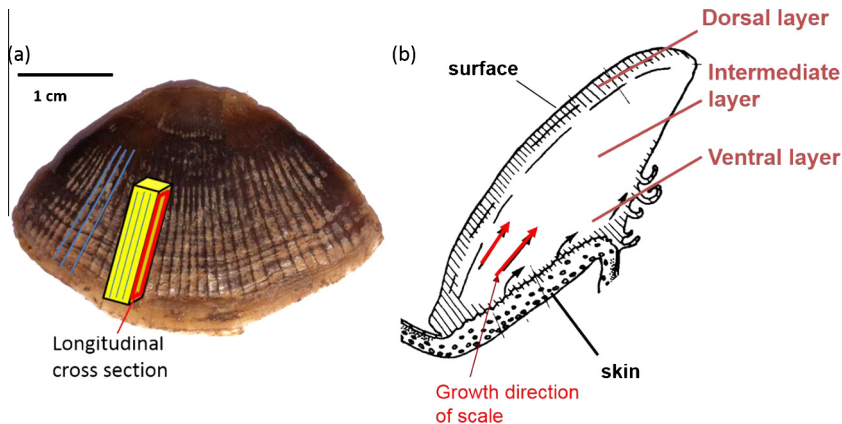 (a)
1 cm
Longitudinal
cross section
(b)
Dorsal layer
surface
Intermediate
layer
Ventral layer
skin
Growth direction
of scale